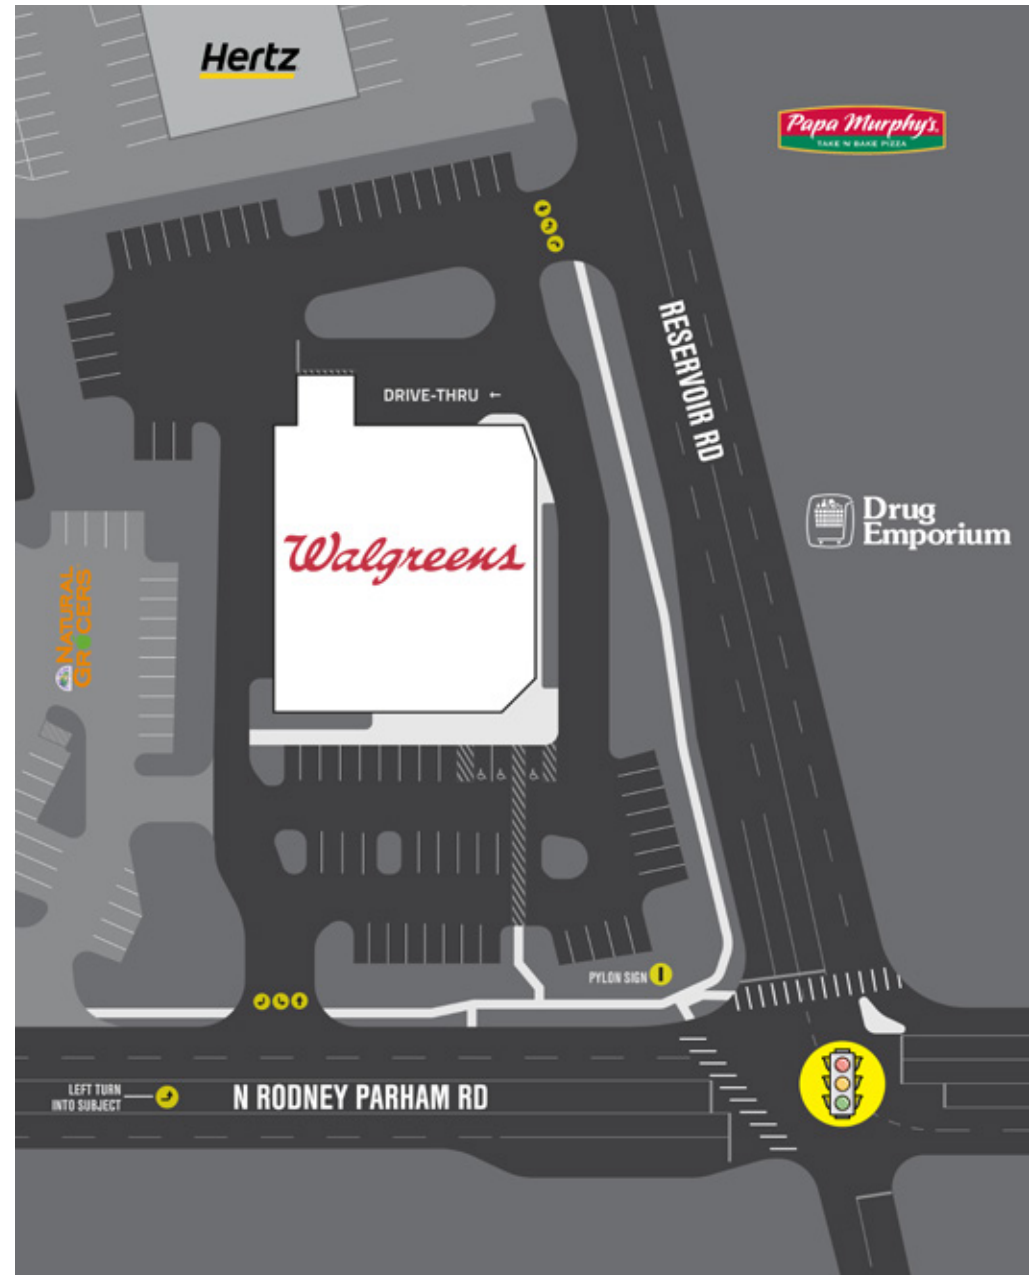 Hertz
Papa Murphy's
TAKE 'N' BAKE PIZZA
RESERVOIR RD
DRIVE-THRU ←
Drug
Emporium
Walgreens
NATURAL
GROCERS
PYLON SIGN
LEFT TURN
INTO SUBJECT
N RODNEY PARHAM RD